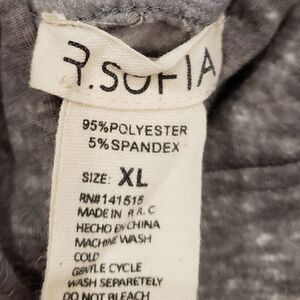 R.SOFIA
95%POLYESTER
5%SPANDEX
SIZE: XL
RN#141515
MADE IN P.R.C
HECHO EN CHINA
MACHINE WASH
COLD
GENTLE CYCLE
WASH SEPARETELY
DO NOT BLEACH